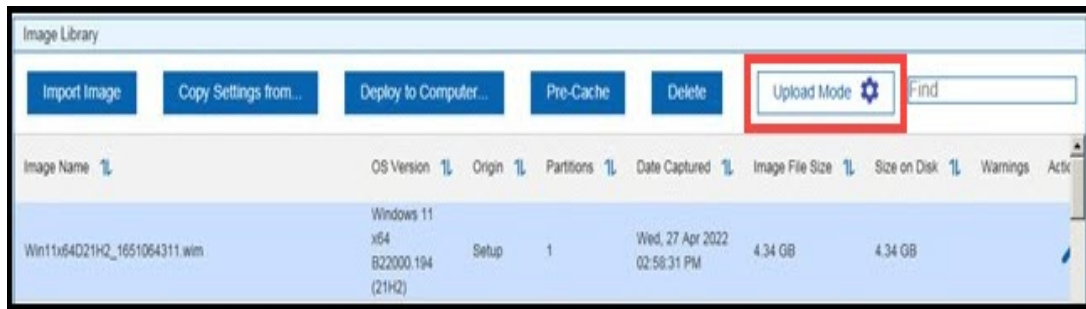 Image Library
Import Image Copy Settings from... Deploy to Computer... Pre-Cache Delete Upload Mode Find
Image Name OS Version Origin Partitions Date Captured Image File Size Size on Disk Warnings
Windows 11
x64
B22000.194
(21H2)
Win11x64D21H2_1651064311.wim Setup 1 Wed, 27 Apr 2022
02:58:31 PM 4.34 GB 4.34 GB